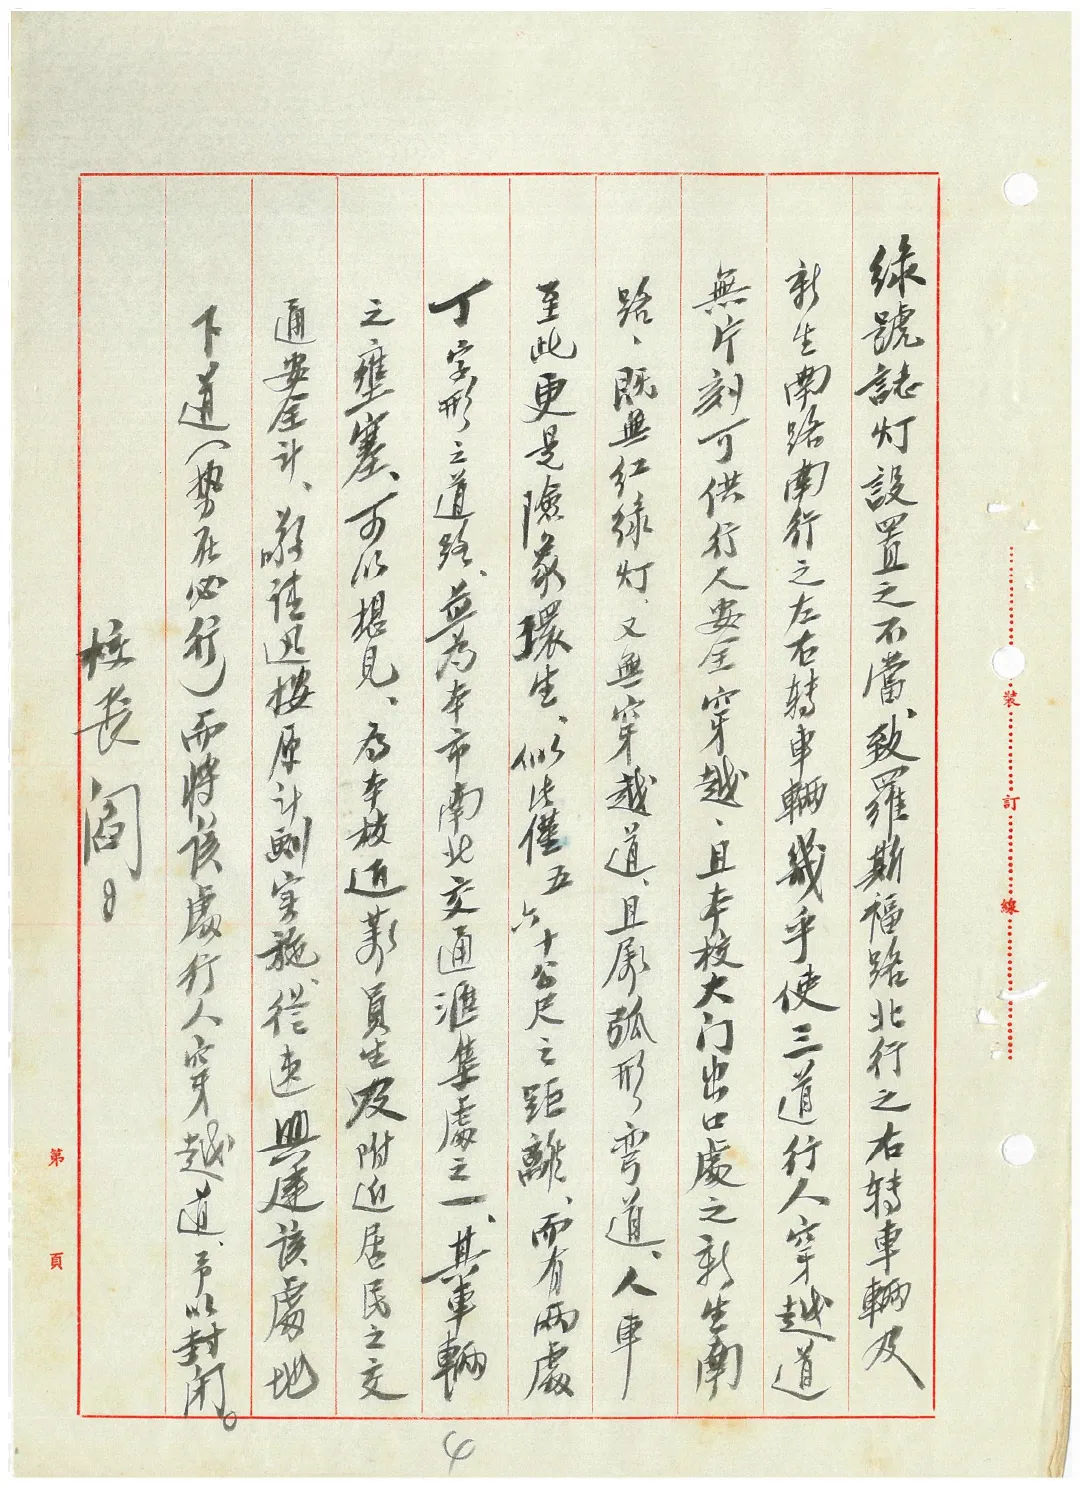 綠號誌灯設置之不當、致羅斯福路北行之右轉車輛及
新生南路南行之左右轉車輛幾乎使三道行人穿越道
無片刻可供行人安全穿越、且本校大门出口處之新生南
路、既無紅綠灯、又無穿越道、且屬弧形彎道、人車
至此更是險象環生、似此僅五六十公尺之距離、而有兩處
丁字形之道路、并為本市南北交通滙集處之一、其車輛
之壅塞、可以想見、為本校近萬員生及附近居民之交
通安全計、敬請迅按原計劃实施、從速興建該處地
下道(勢在必行)而將該處行人穿越道、予以封闭。
校長 閻
4
裝 訂 線
第 頁